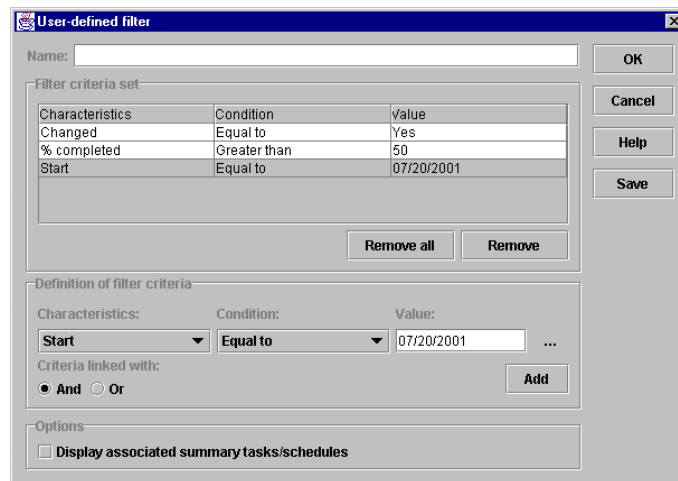 User-defined filter
Name:
OK
Filter criteria set
Cancel
Characteristics Condition Value
Changed Equal to Yes
% completed Greater than 50
Help
Start Equal to 07/20/2001
Save
Remove all Remove
Definition of filter criteria
Characteristics: Condition: Value:
Start Equal to 07/20/2001 ...
Criteria linked with:
Add
And Or
Options
Display associated summary tasks/schedules